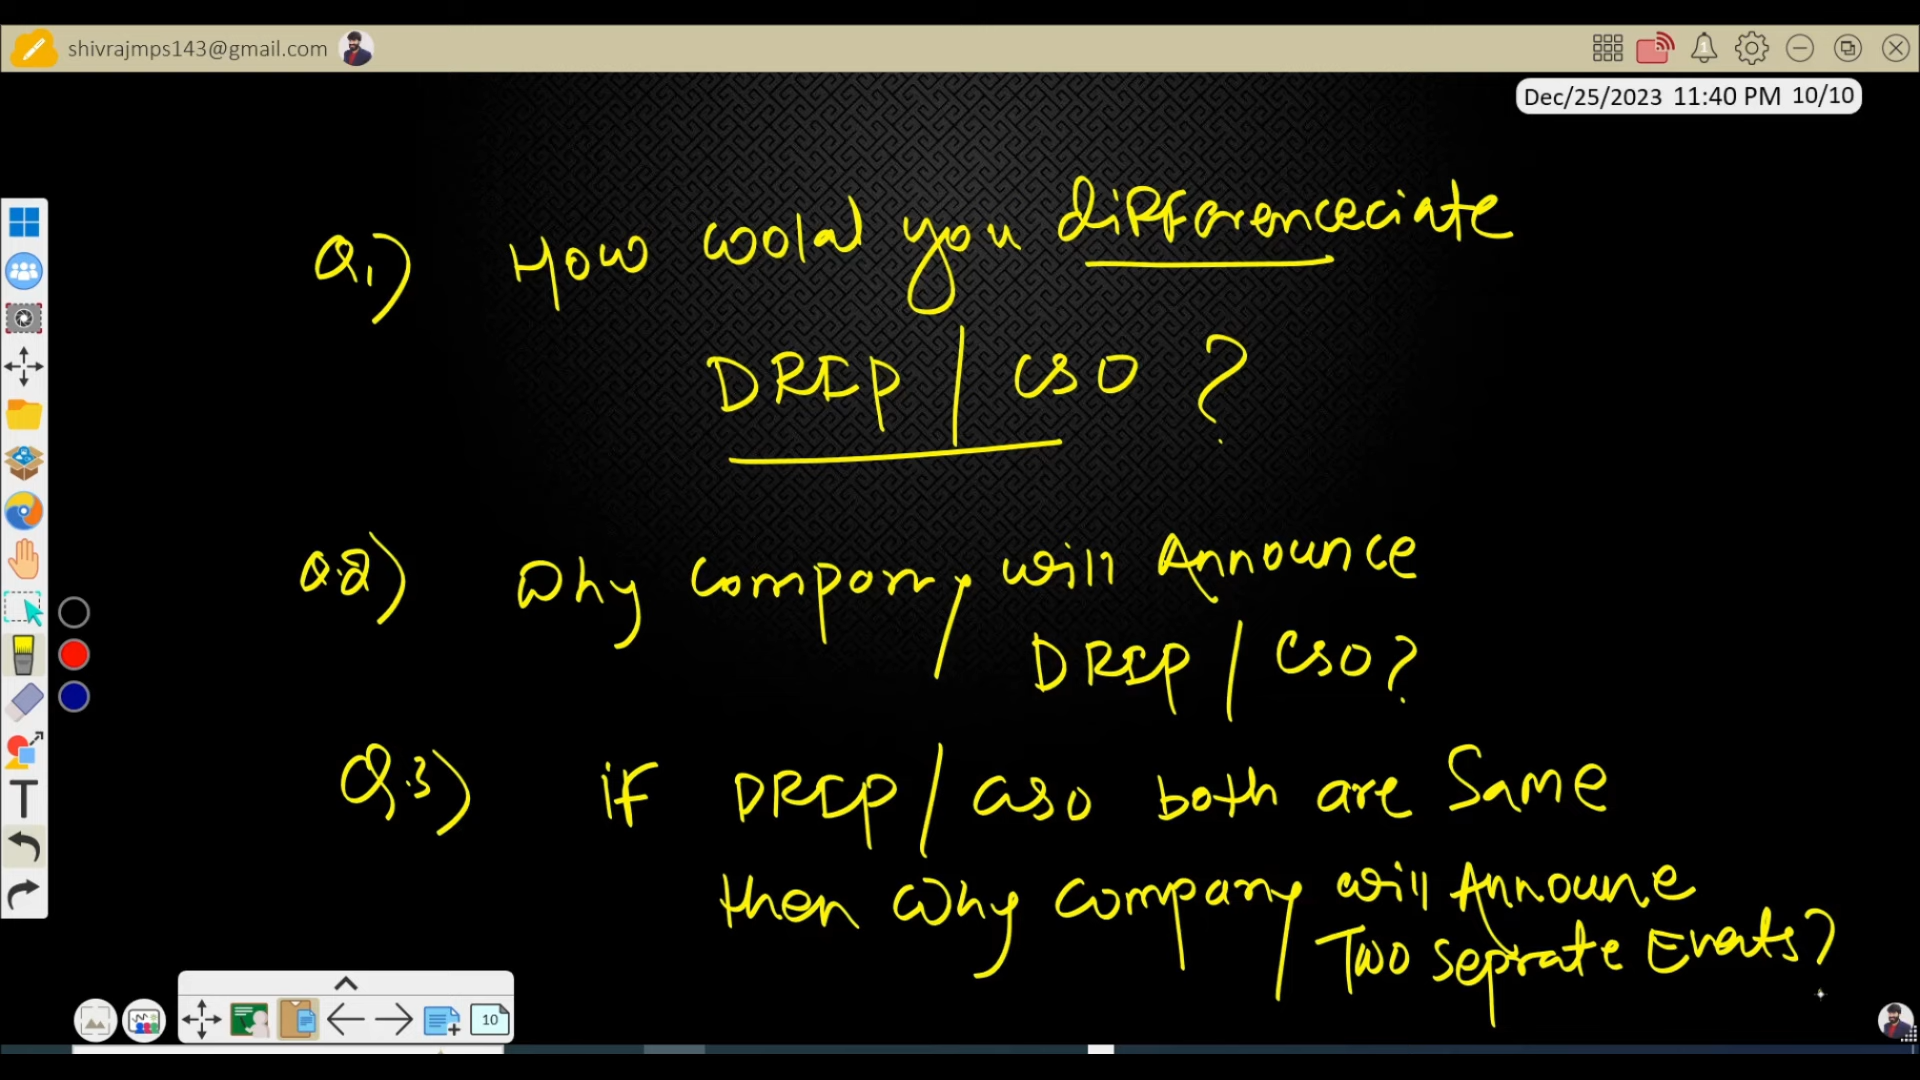 shivrajmps143@gmail.com
Dec/25/2023 11:40 PM 10/10
Q.1) How would you differenceciate
DRIP / CSO ?
Q.2) Why Company will Announce
DRIP / CSO?
Q.3) if DRIP / CSO both are Same
then Why Company will Announe
Two Seprate Events?
T
10